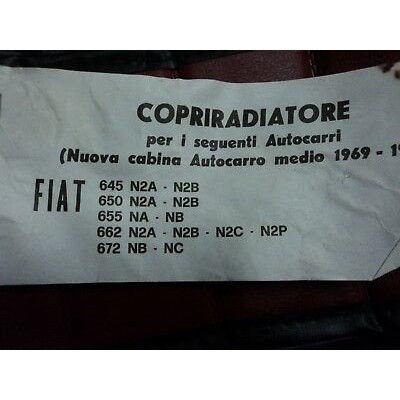 COPRIRADIATORE
per i seguenti Autocarri
(Nuova cabina Autocarro medio 1969 - 1
FIAT
645 N2A - N2B
650 N2A - N2B
655 NA - NB
662 N2A - N2B - N2C - N2P
672 NB - NC